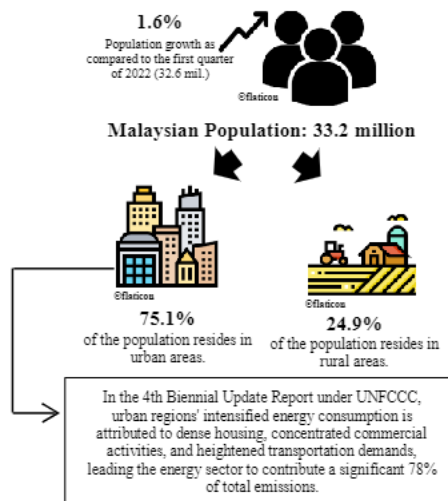 1.6%
Population growth as
compared to the first quarter
of 2022 (32.6 mil.)
©flaticon
Malaysian Population: 33.2 million
©flaticon
75.1%
of the population resides in
urban areas.
©flaticon
24.9%
of the population resides in
rural areas.
In the 4th Biennial Update Report under UNFCCC,
urban regions' intensified energy consumption is
attributed to dense housing, concentrated commercial
activities, and heightened transportation demands,
leading the energy sector to contribute a significant 78%
of total emissions.